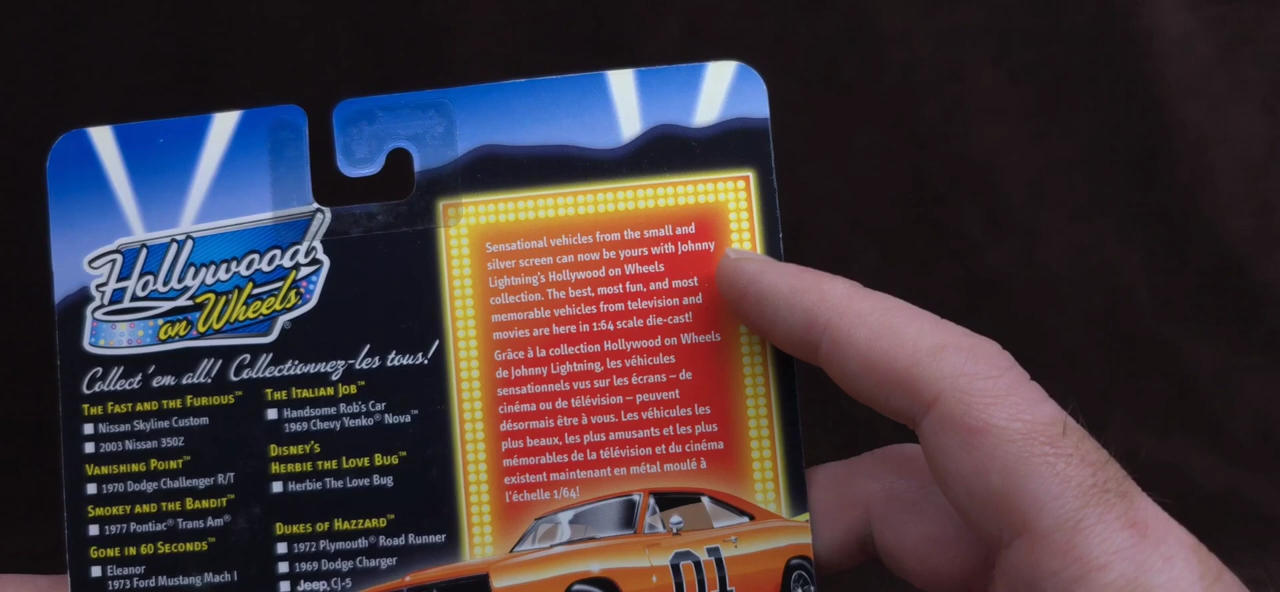 Hollywood
on Wheels®
Collect 'em all! Collectionnez-les tous!
THE FAST AND THE FURIOUS™
Nissan Skyline Custom
2003 Nissan 350Z
VANISHING POINT™
1970 Dodge Challenger R/T
SMOKEY AND THE BANDIT™
1977 Pontiac® Trans Am®
GONE IN 60 SECONDS™
Eleanor
1973 Ford Mustang Mach I
THE ITALIAN JOB™
Handsome Rob's Car
1969 Chevy Yenko® Nova™
DISNEY'S
HERBIE THE LOVE BUG™
Herbie The Love Bug
DUKES OF HAZZARD™
1972 Plymouth® Road Runner
1969 Dodge Charger
Jeep® CJ-5
Sensational vehicles from the small and
silver screen can now be yours with Johnny
Lightning's Hollywood on Wheels
collection. The best, most fun, and most
memorable vehicles from television and
movies are here in 1:64 scale die-cast!
Grâce à la collection Hollywood on Wheels
de Johnny Lightning, les véhicules
sensationnels vus sur les écrans – de
cinéma ou de télévision – peuvent
désormais être à vous. Les véhicules les
plus beaux, les plus amusants et les plus
mémorables de la télévision et du cinéma
existent maintenant en métal moulé à
l'échelle 1/64!
01